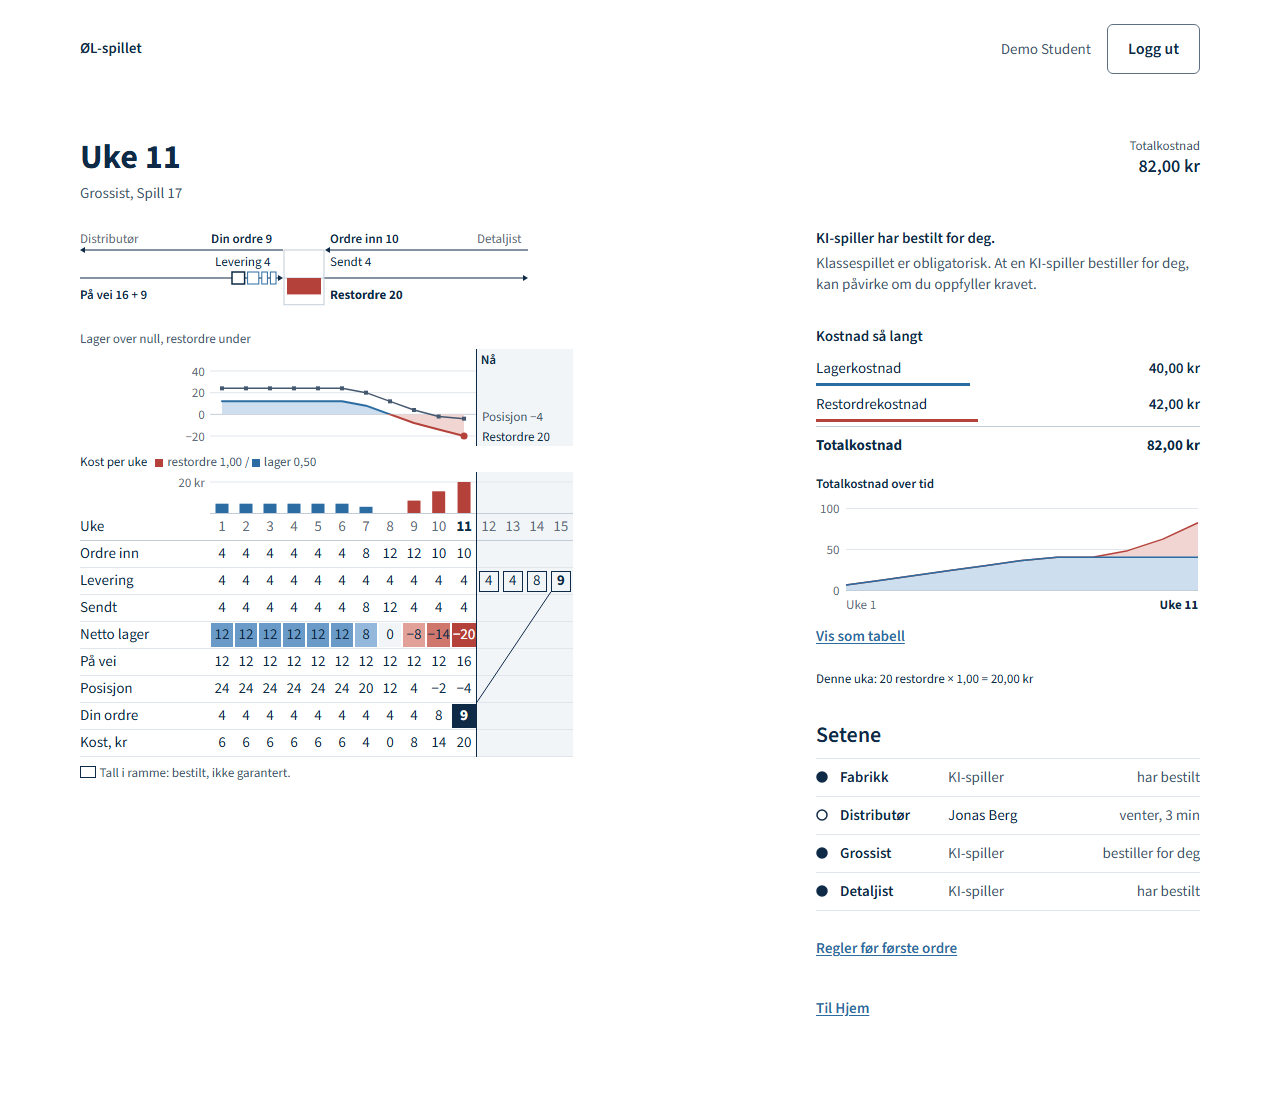 ØL-spillet
Demo Student
Logg ut
Uke 11
Grossist, Spill 17
Totalkostnad
82,00 kr
Distributør
Din ordre 9
Ordre inn 10
Detaljist
Levering 4
Sendt 4
På vei 16 + 9
Restordre 20
Lager over null, restordre under
Nå
40
20
0
−20
Posisjon −4
Restordre 20
Kost per uke restordre 1,00 / lager 0,50
20 kr
Uke 1 2 3 4 5 6 7 8 9 10 11 12 13 14 15
Ordre inn 4 4 4 4 4 4 8 12 12 10 10
Levering 4 4 4 4 4 4 4 4 4 4 4 4 4 8 9
Sendt 4 4 4 4 4 4 8 12 4 4 4
Netto lager 12 12 12 12 12 12 8 0 −8 −14 −20
På vei 12 12 12 12 12 12 12 12 12 12 16
Posisjon 24 24 24 24 24 24 20 12 4 −2 −4
Din ordre 4 4 4 4 4 4 4 4 4 8 9
Kost, kr 6 6 6 6 6 6 4 0 8 14 20
Tall i ramme: bestilt, ikke garantert.
KI-spiller har bestilt for deg.
Klassespillet er obligatorisk. At en KI-spiller bestiller for deg,
kan påvirke om du oppfyller kravet.
Kostnad så langt
Lagerkostnad 40,00 kr
Restordrekostnad 42,00 kr
Totalkostnad 82,00 kr
Totalkostnad over tid
100
50
0
Uke 1
Uke 11
Vis som tabell
Denne uka: 20 restordre × 1,00 = 20,00 kr
Setene
Fabrikk KI-spiller har bestilt
Distributør Jonas Berg venter, 3 min
Grossist KI-spiller bestiller for deg
Detaljist KI-spiller har bestilt
Regler før første ordre
Til Hjem